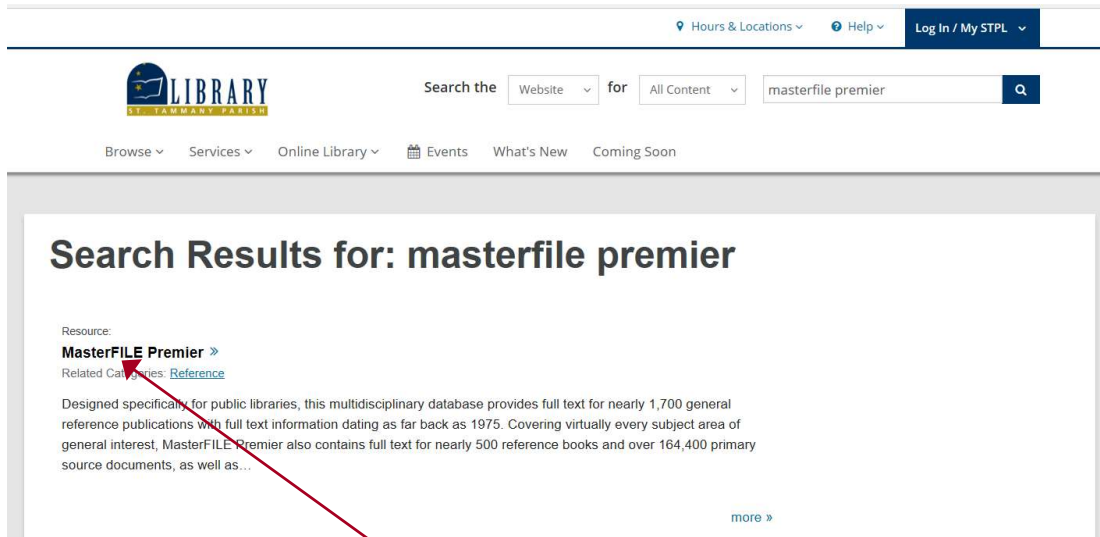 Hours & Locations Help Log In / My STPL
LIBRARY
ST. TAMMANY PARISH
Search the Website for All Content masterfile premier
Browse Services Online Library Events What's New Coming Soon
Search Results for: masterfile premier
Resource:
MasterFILE Premier »
Related Categories: Reference
Designed specifically for public libraries, this multidisciplinary database provides full text for nearly 1,700 general
reference publications with full text information dating as far back as 1975. Covering virtually every subject area of
general interest, MasterFILE Premier also contains full text for nearly 500 reference books and over 164,400 primary
source documents, as well as...
more »